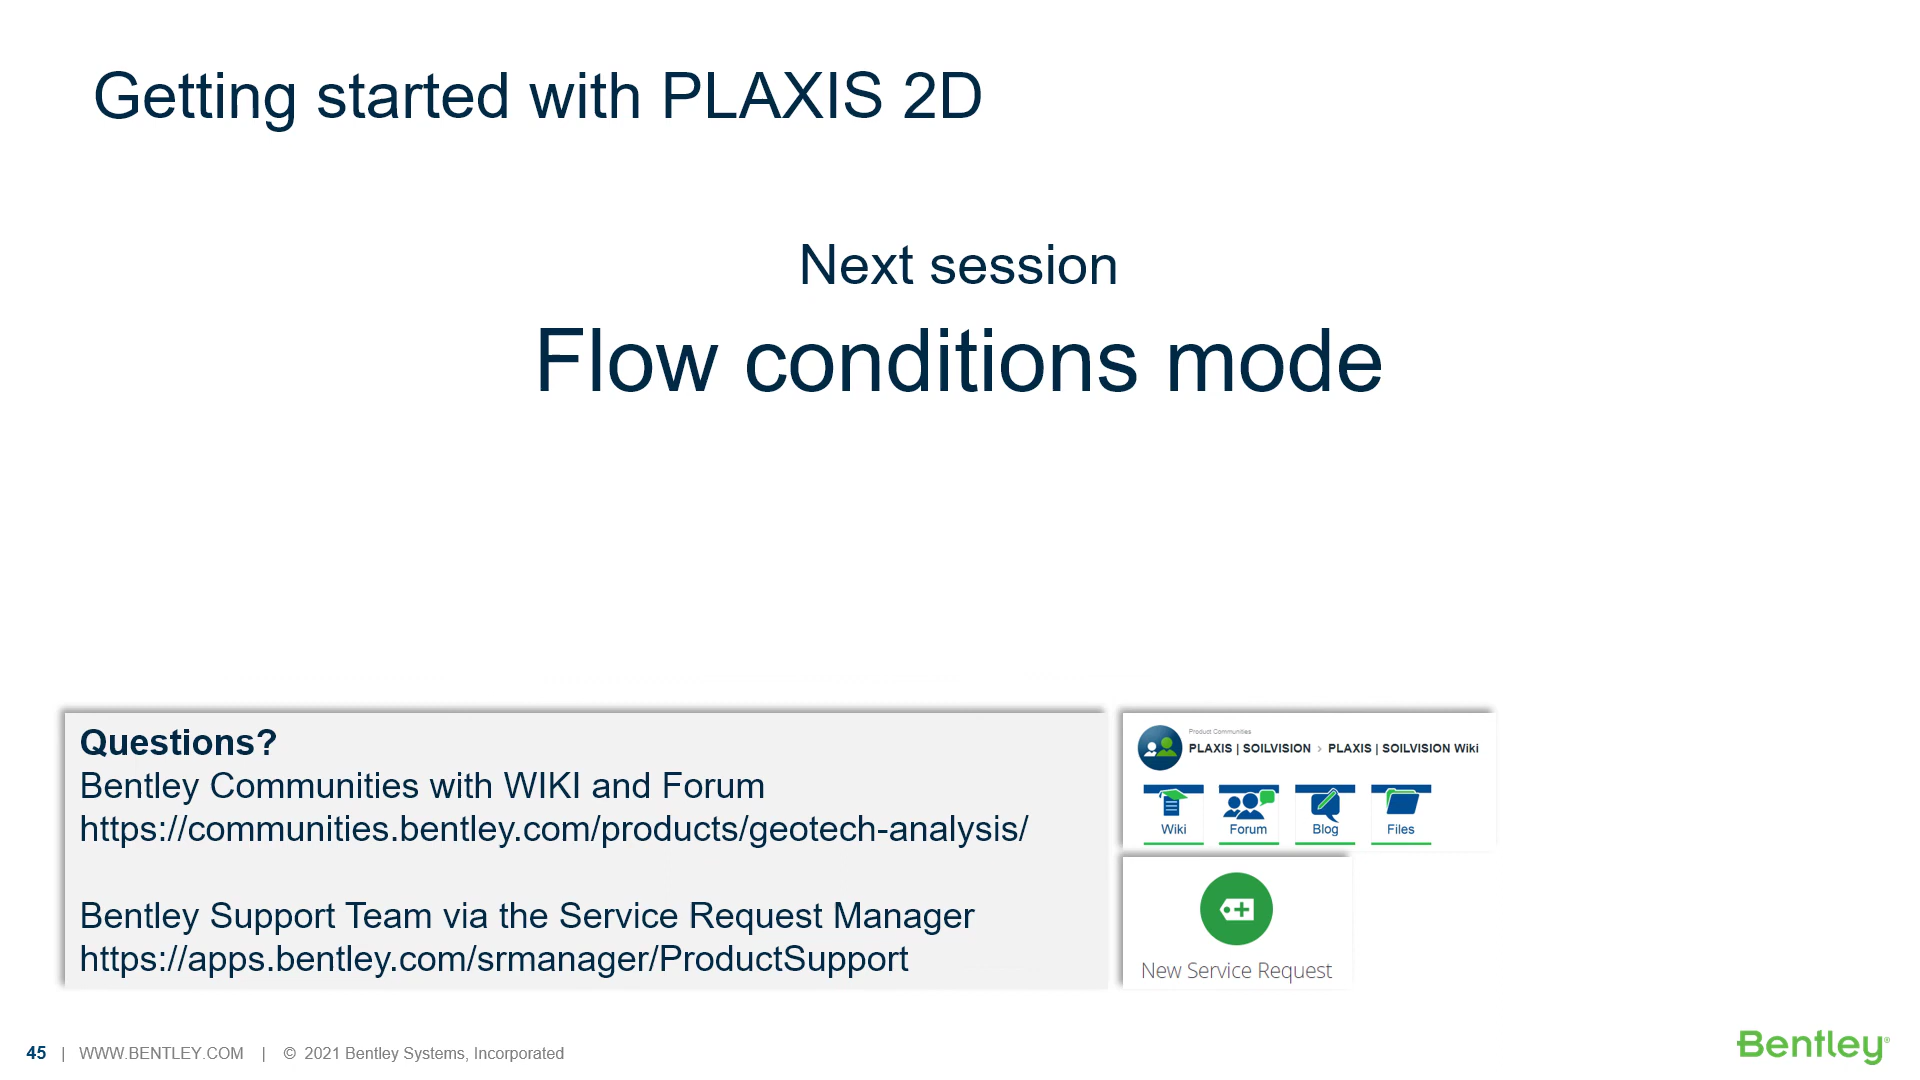 Getting started with PLAXIS 2D
Next session
Flow conditions mode
Questions?
Bentley Communities with WIKI and Forum
https://communities.bentley.com/products/geotech-analysis/
Bentley Support Team via the Service Request Manager
https://apps.bentley.com/srmanager/ProductSupport
Product Communities
PLAXIS | SOILVISION › PLAXIS | SOILVISION Wiki
Wiki Forum Blog Files
New Service Request
45 | WWW.BENTLEY.COM | © 2021 Bentley Systems, Incorporated
Bentley®